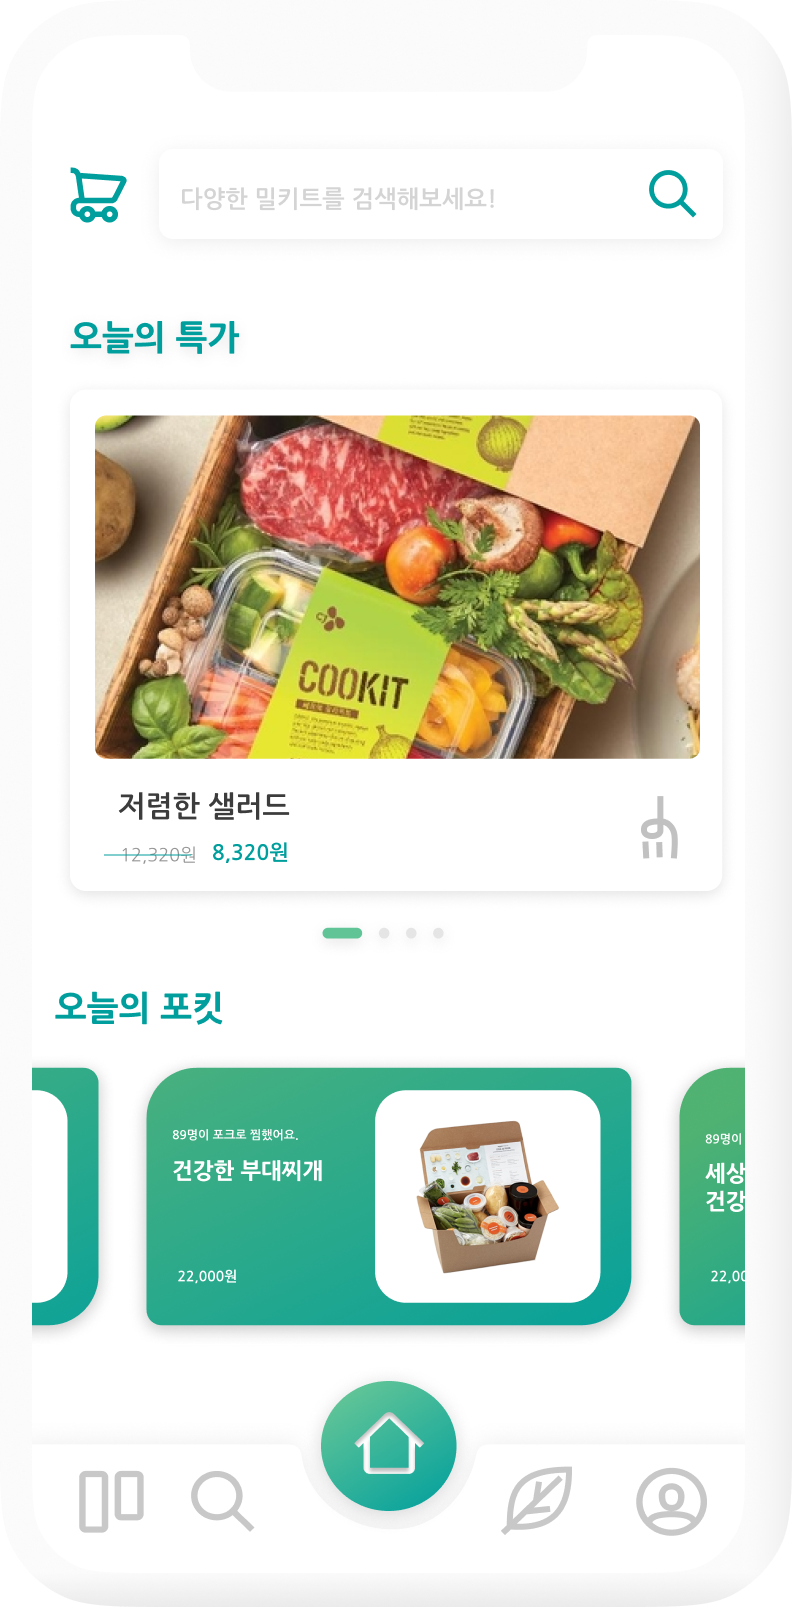 다양한 밀키트를 검색해보세요!
오늘의 특가
CJ
COOKIT
저렴한 샐러드
12,320원 8,320원
오늘의 포킷
89명이 포크로 찜했어요.
건강한 부대찌개
22,000원
89명이
세상
건강
22,00